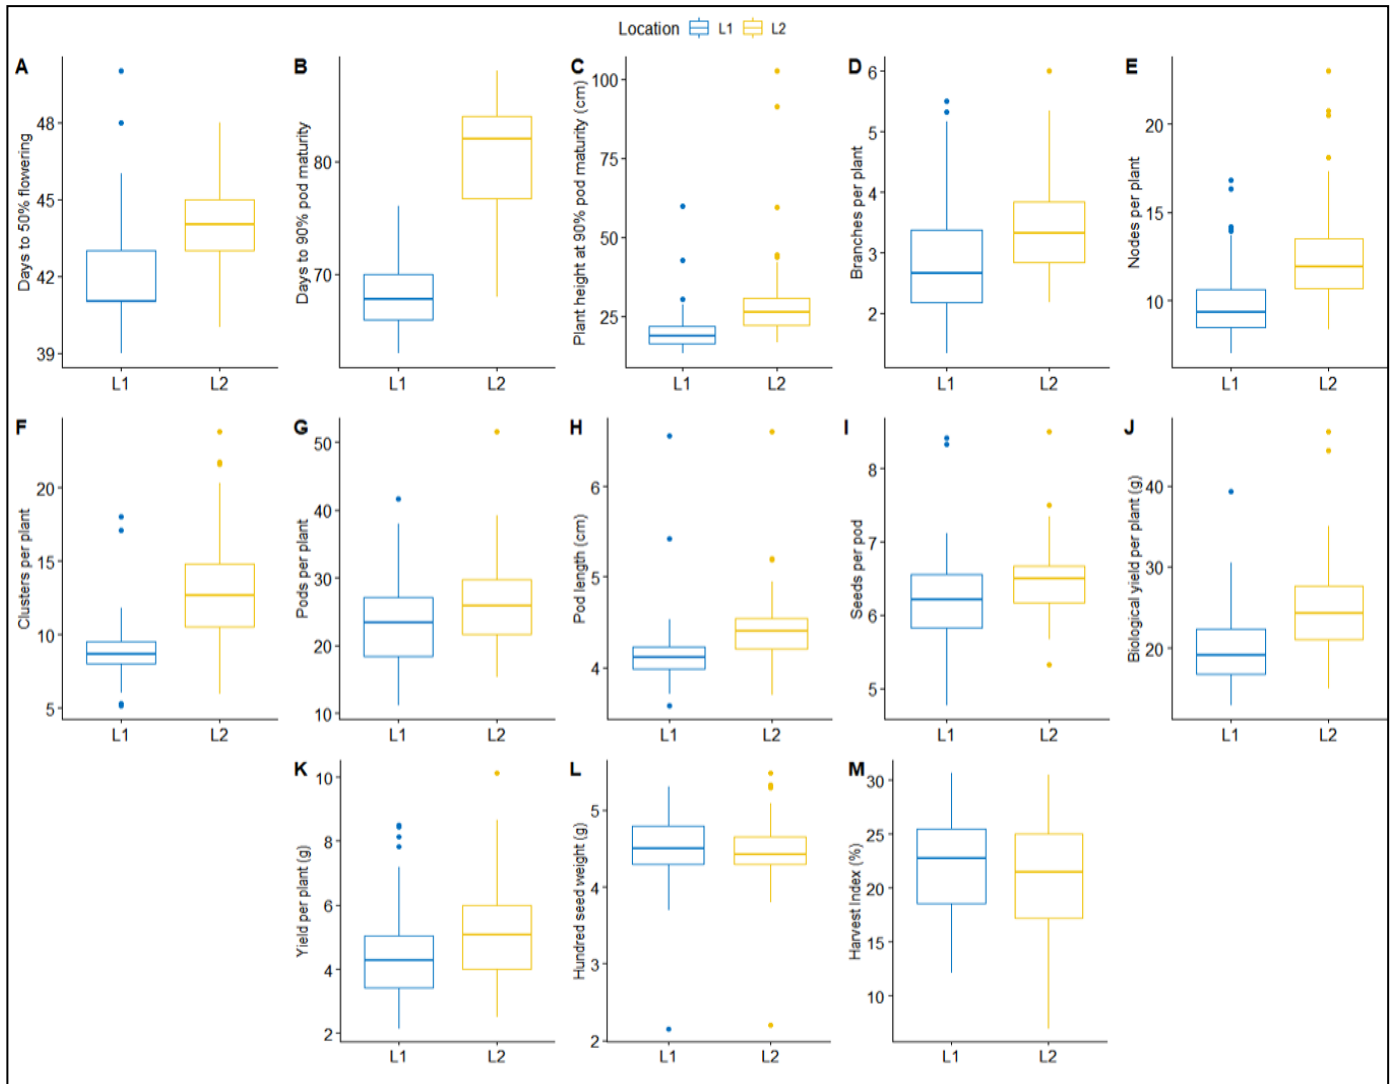 Location L1 L2
A B C D E
Days to 50% flowering
48
45
42
39
L1 L2
Days to 90% pod maturity
80
70
L1 L2
Plant height at 90% pod maturity (cm)
100
75
50
25
L1 L2
Branches per plant
6
5
4
3
2
L1 L2
Nodes per plant
20
15
10
L1 L2
F G H I J
Clusters per plant
20
15
10
5
L1 L2
Pods per plant
50
40
30
20
10
L1 L2
Pod length (cm)
6
5
4
L1 L2
Seeds per pod
8
7
6
5
L1 L2
Biological yield per plant (g)
40
30
20
L1 L2
K L M
Yield per plant (g)
10
8
6
4
2
L1 L2
Hundred seed weight (g)
5
4
3
2
L1 L2
Harvest Index (%)
30
25
20
15
10
L1 L2